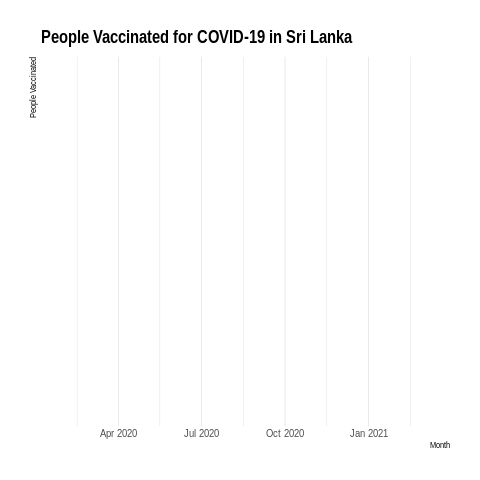 People Vaccinated for COVID-19 in Sri Lanka
People Vaccinated
Apr 2020
Jul 2020
Oct 2020
Jan 2021
Month